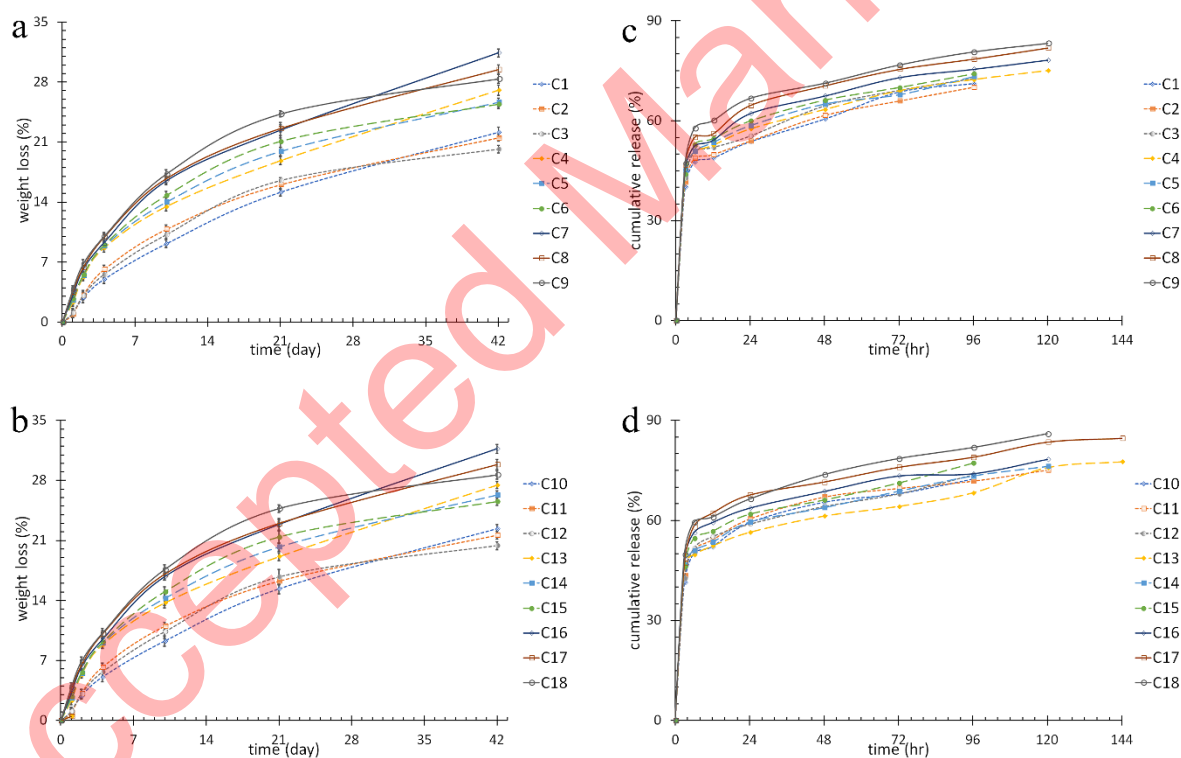 a
35
28
21
14
7
0
weight loss (%)
0 7 14 21 28 35 42
time (day)
C1
C2
C3
C4
C5
C6
C7
C8
C9
c
90
60
30
0
cumulative release (%)
0 24 48 72 96 120 144
time (hr)
C1
C2
C3
C4
C5
C6
C7
C8
C9
b
35
28
21
14
7
0
weight loss (%)
0 7 14 21 28 35 42
time (day)
C10
C11
C12
C13
C14
C15
C16
C17
C18
d
90
60
30
0
cumulative release (%)
0 24 48 72 96 120 144
time (hr)
C10
C11
C12
C13
C14
C15
C16
C17
C18
ccepted Man